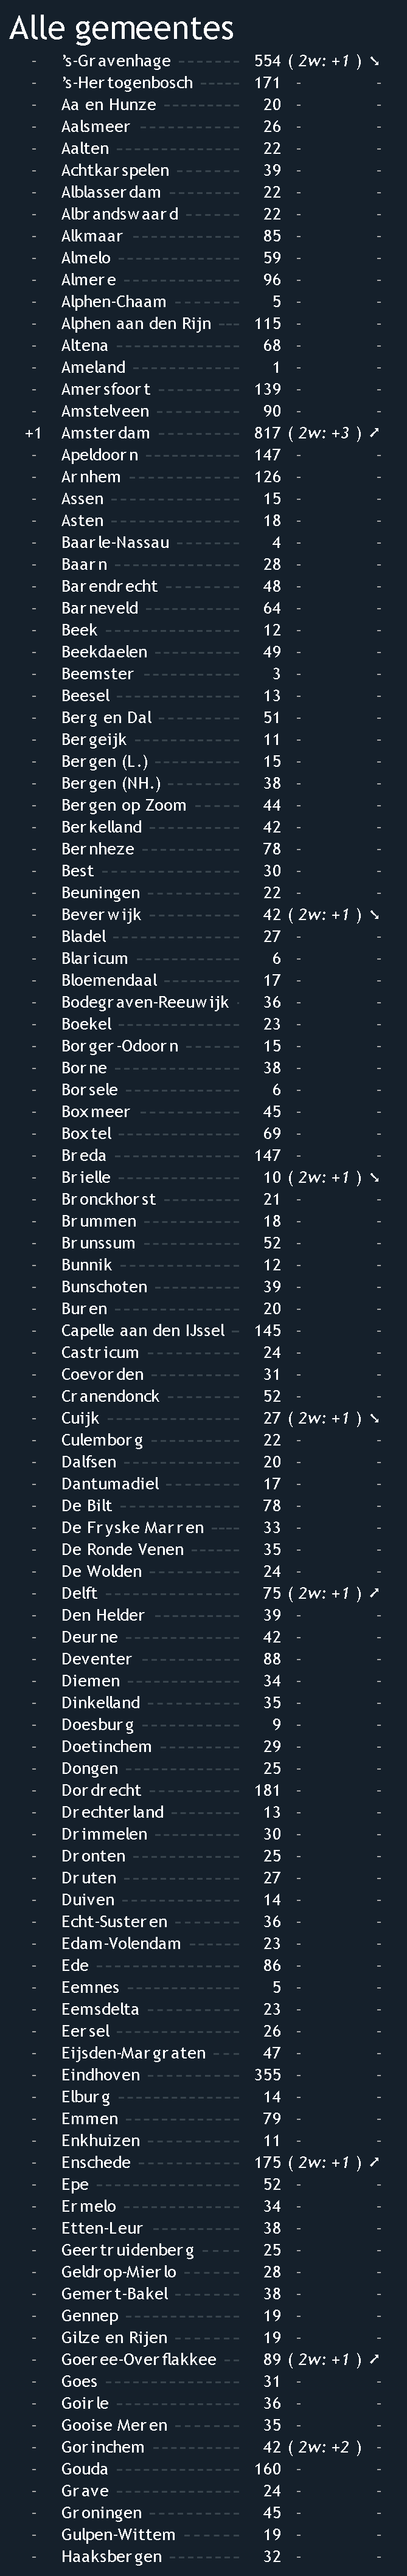 Alle gemeentes
- 's-Gravenhage 554 ( 2w: +1 ) ➘
- 's-Hertogenbosch ------ 171 - -
- Aa en Hunze ---------- 20 - -
- Aalsmeer ------------ 26 - -
- Aalten -------------- 22 - -
- Achtkarspelen -------- 39 - -
- Alblasserdam --------- 22 - -
- Albrandswaard ------- 22 - -
- Alkmaar ------------- 85 - -
- Almelo -------------- 59 - -
- Almere -------------- 96 - -
- Alphen-Chaam -------- 5 - -
- Alphen aan den Rijn --- 115 - -
- Altena -------------- 68 - -
- Ameland ------------ 1 - -
- Amersfoort ---------- 139 - -
- Amstelveen ---------- 90 - -
+1 Amsterdam ---------- 817 ( 2w: +3 ) ➚
- Apeldoorn ----------- 147 - -
- Arnhem ------------- 126 - -
- Assen --------------- 15 - -
- Asten --------------- 18 - -
- Baarle-Nassau -------- 4 - -
- Baarn --------------- 28 - -
- Barendrecht --------- 48 - -
- Barneveld ----------- 64 - -
- Beek ---------------- 12 - -
- Beekdaelen ---------- 49 - -
- Beemster ------------ 3 - -
- Beesel -------------- 13 - -
- Berg en Dal ---------- 51 - -
- Bergeijk ------------- 11 - -
- Bergen (L.) ---------- 15 - -
- Bergen (NH.) --------- 38 - -
- Bergen op Zoom ------ 44 - -
- Berkelland ----------- 42 - -
- Bernheze ------------ 78 - -
- Best ---------------- 30 - -
- Beuningen ----------- 22 - -
- Beverwijk ----------- 42 ( 2w: +1 ) ➘
- Bladel -------------- 27 - -
- Blaricum ------------ 6 - -
- Bloemendaal --------- 17 - -
- Bodegraven-Reeuwijk - 36 - -
- Boekel -------------- 23 - -
- Borger-Odoorn ------- 15 - -
- Borne --------------- 38 - -
- Borsele ------------- 6 - -
- Boxmeer ------------ 45 - -
- Boxtel -------------- 69 - -
- Breda --------------- 147 - -
- Brielle -------------- 10 ( 2w: +1 ) ➘
- Bronckhorst --------- 21 - -
- Brummen ----------- 18 - -
- Brunssum ----------- 52 - -
- Bunnik -------------- 12 - -
- Bunschoten ---------- 39 - -
- Buren --------------- 20 - -
- Capelle aan den IJssel - 145 - -
- Castricum ----------- 24 - -
- Coevorden ---------- 31 - -
- Cranendonck --------- 52 - -
- Cuijk --------------- 27 ( 2w: +1 ) ➘
- Culemborg ---------- 22 - -
- Dalfsen ------------- 20 - -
- Dantumadiel --------- 17 - -
- De Bilt -------------- 78 - -
- De Fryske Marren ---- 33 - -
- De Ronde Venen ------ 35 - -
- De Wolden ---------- 24 - -
- Delft --------------- 75 ( 2w: +1 ) ➚
- Den Helder ---------- 39 - -
- Deurne ------------- 42 - -
- Deventer ------------ 88 - -
- Diemen ------------- 34 - -
- Dinkelland ---------- 35 - -
- Doesburg ------------ 9 - -
- Doetinchem ---------- 29 - -
- Dongen ------------- 25 - -
- Dordrecht ----------- 181 - -
- Drechterland -------- 13 - -
- Drimmelen ---------- 30 - -
- Dronten ------------- 25 - -
- Druten -------------- 27 - -
- Duiven -------------- 14 - -
- Echt-Susteren -------- 36 - -
- Edam-Volendam ------ 23 - -
- Ede ----------------- 86 - -
- Eemnes ------------- 5 - -
- Eemsdelta ----------- 23 - -
- Eersel -------------- 26 - -
- Eijsden-Margraten ---- 47 - -
- Eindhoven ---------- 355 - -
- Elburg -------------- 14 - -
- Emmen ------------- 79 - -
- Enkhuizen ----------- 11 - -
- Enschede ------------ 175 ( 2w: +1 ) ➚
- Epe ----------------- 52 - -
- Ermelo -------------- 34 - -
- Etten-Leur ---------- 38 - -
- Geertruidenberg ----- 25 - -
- Geldrop-Mierlo ------- 28 - -
- Gemert-Bakel -------- 38 - -
- Gennep ------------- 19 - -
- Gilze en Rijen -------- 19 - -
- Goeree-Overflakkee -- 89 ( 2w: +1 ) ➚
- Goes ---------------- 31 - -
- Goirle -------------- 36 - -
- Gooise Meren -------- 35 - -
- Gorinchem ---------- 42 ( 2w: +2 ) -
- Gouda -------------- 160 - -
- Grave --------------- 24 - -
- Groningen ----------- 45 - -
- Gulpen-Wittem ------- 19 - -
- Haaksbergen --------- 32 - -